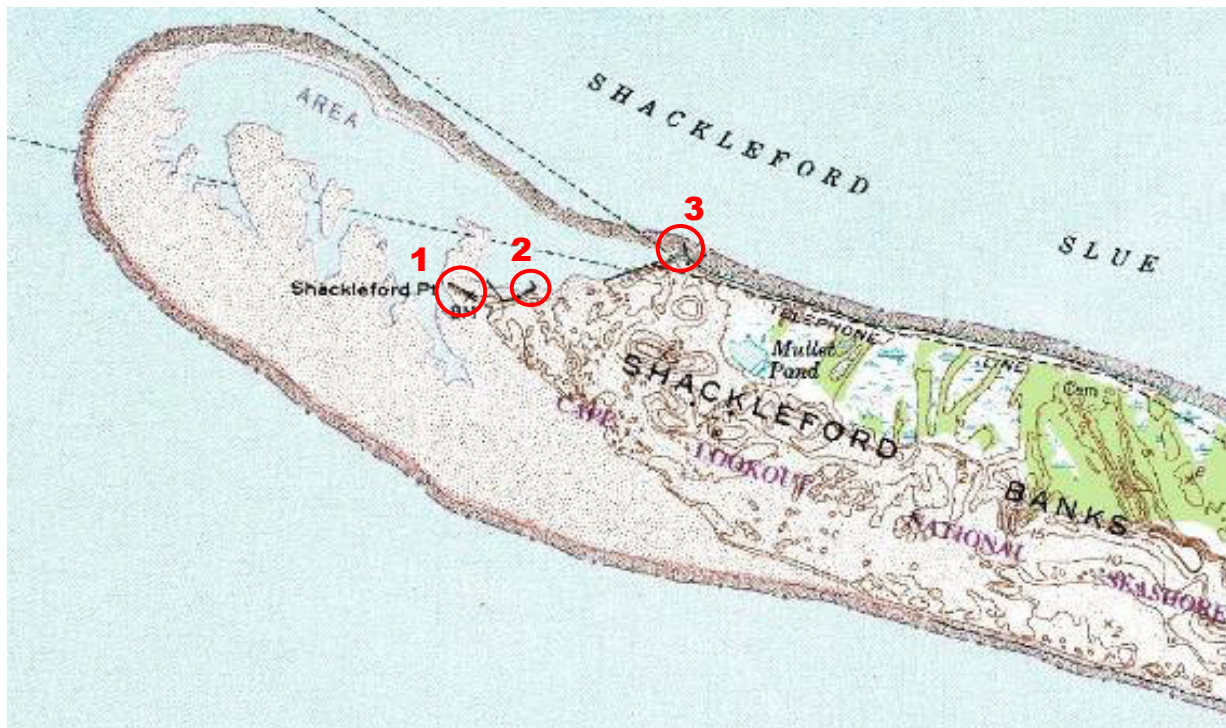 AREA
SHACKLEFORD
SLUE
3
1
2
Shackleford Pt
BM
TELEPHONE
LINE
Mullet
Pond
Cem
SHACKLEFORD
BANKS
CAPE
LOOKOUT
NATIONAL
SEASHORE